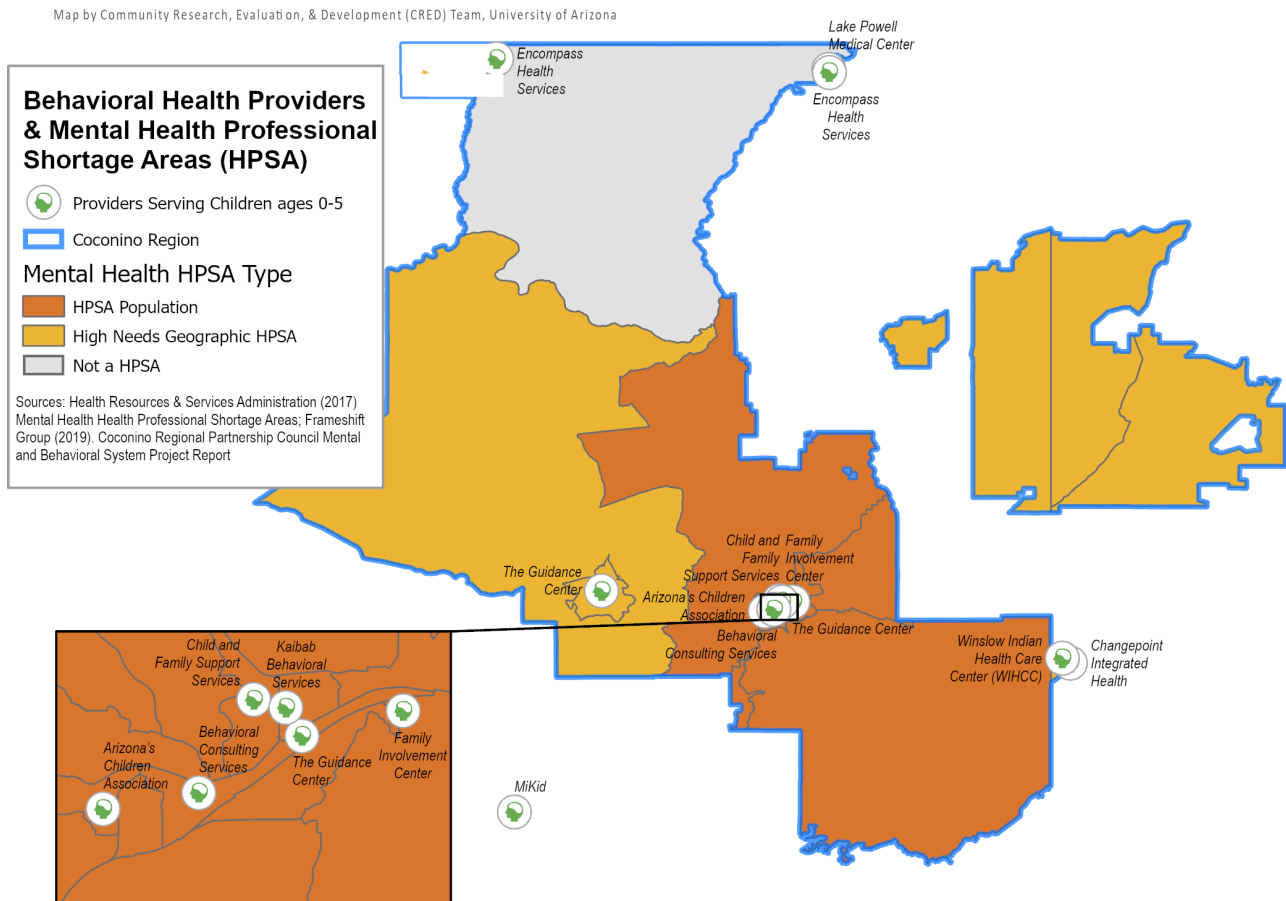 Map by Community Research, Evaluation, & Development (CRED) Team, University of Arizona
Lake Powell
Medical Center
Encompass
Health
Services
Encompass
Health
Services
Behavioral Health Providers
& Mental Health Professional
Shortage Areas (HPSA)
Providers Serving Children ages 0-5
Coconino Region
Mental Health HPSA Type
HPSA Population
High Needs Geographic HPSA
Not a HPSA
Sources: Health Resources & Services Administration (2017)
Mental Health Health Professional Shortage Areas; Frameshift
Group (2019). Coconino Regional Partnership Council Mental
and Behavioral System Project Report
The Guidance
Center
Child and
Family
Support Services
Family
Involvement
Center
Arizona's Children
Association
Behavioral
Consulting Services
The Guidance Center
Winslow Indian
Health Care
Center (WIHCC)
Changepoint
Integrated
Health
Child and
Family Support
Services
Kaibab
Behavioral
Services
Behavioral
Consulting
Services
The Guidance
Center
Family
Involvement
Center
Arizona's
Children
Association
MiKid